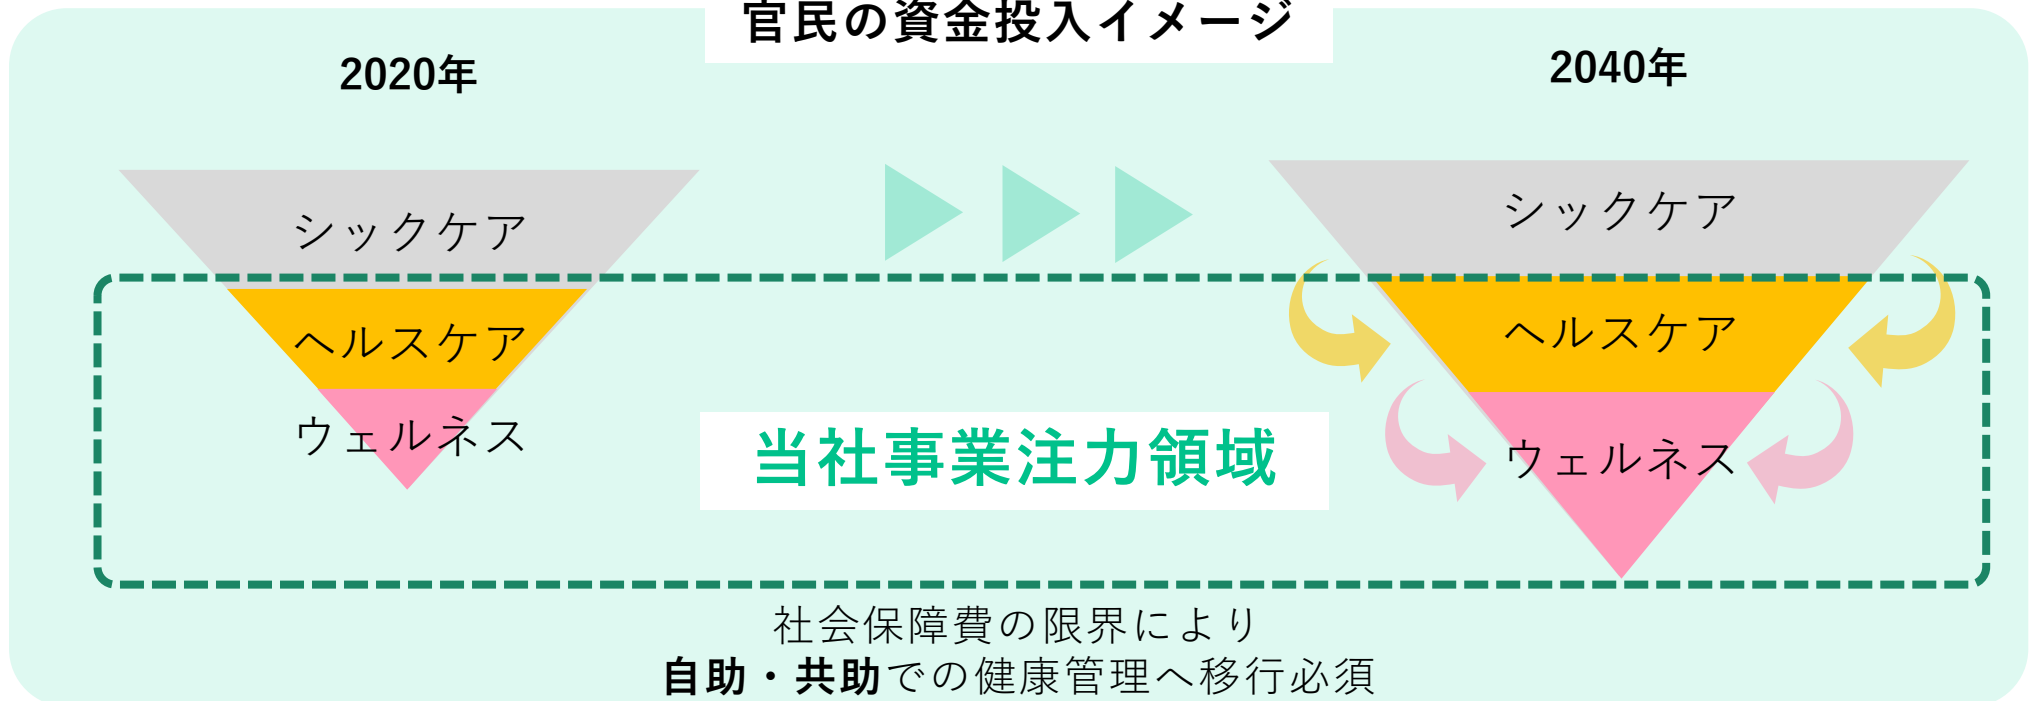 官民の資金投入イメージ
2020年
2040年
シックケア
ヘルスケア
ウェルネス
シックケア
ヘルスケア
ウェルネス
当社事業注力領域
社会保障費の限界により
自助・共助での健康管理へ移行必須